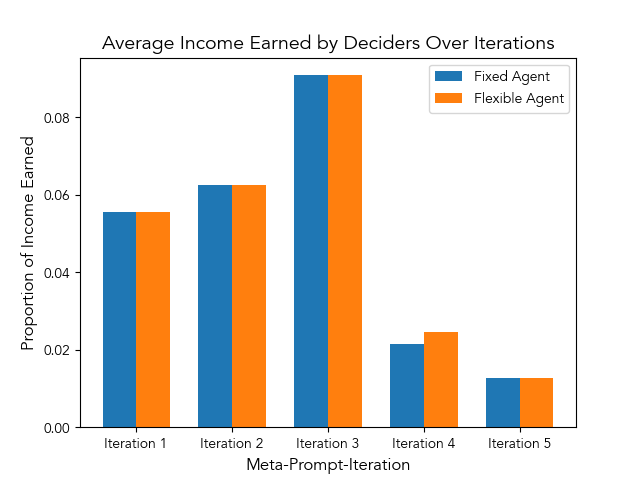 Average Income Earned by Deciders Over Iterations
Fixed Agent
Flexible Agent
Proportion of Income Earned
0.08
0.06
0.04
0.02
0.00
Iteration 1
Iteration 2
Iteration 3
Iteration 4
Iteration 5
Meta-Prompt-Iteration